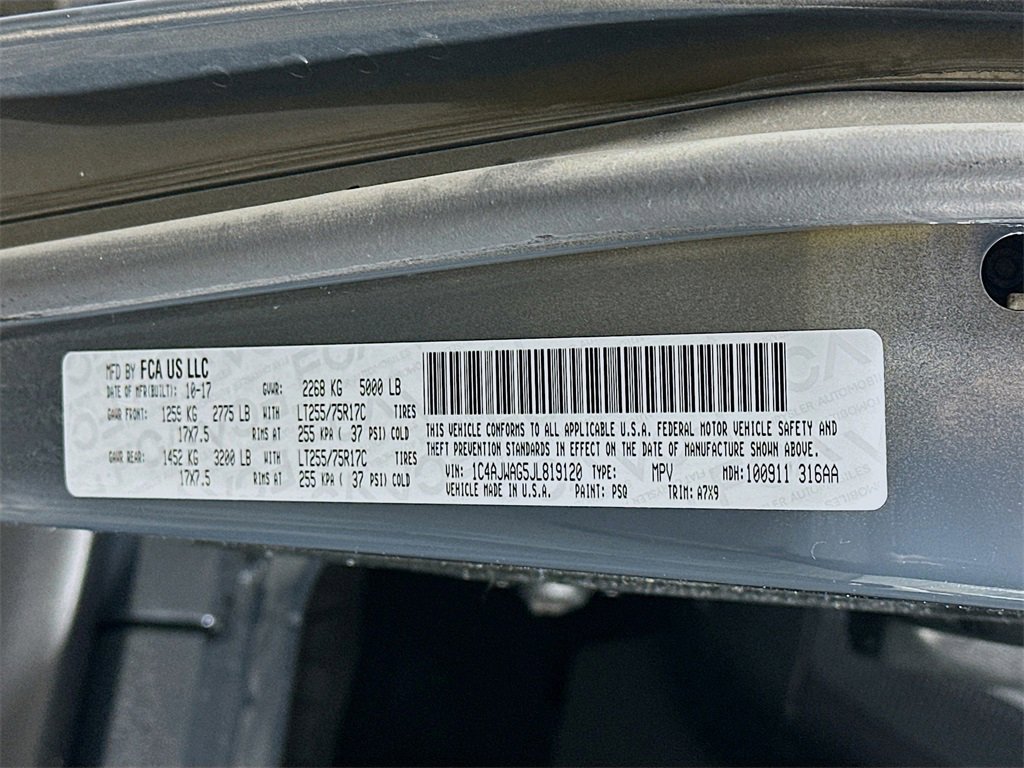 MFD BY FCA US LLC
DATE OF MFR(BUILT): 10-17 GVWR: 2268 KG 5000 LB
GAWR FRONT: 1259 KG 2775 LB WITH LT255/75R17C TIRES
17X7.5 RIMS AT 255 KPA ( 37 PSI) COLD
GAWR REAR: 1452 KG 3200 LB WITH LT255/75R17C TIRES
17X7.5 RIMS AT 255 KPA ( 37 PSI) COLD
THIS VEHICLE CONFORMS TO ALL APPLICABLE U.S.A. FEDERAL MOTOR VEHICLE SAFETY AND
THEFT PREVENTION STANDARDS IN EFFECT ON THE DATE OF MANUFACTURE SHOWN ABOVE.
VIN: 1C4AJWAG5JL819120 TYPE: MPV MDH: 100911 316AA
VEHICLE MADE IN U.S.A. PAINT: PSQ TRIM: A7X9